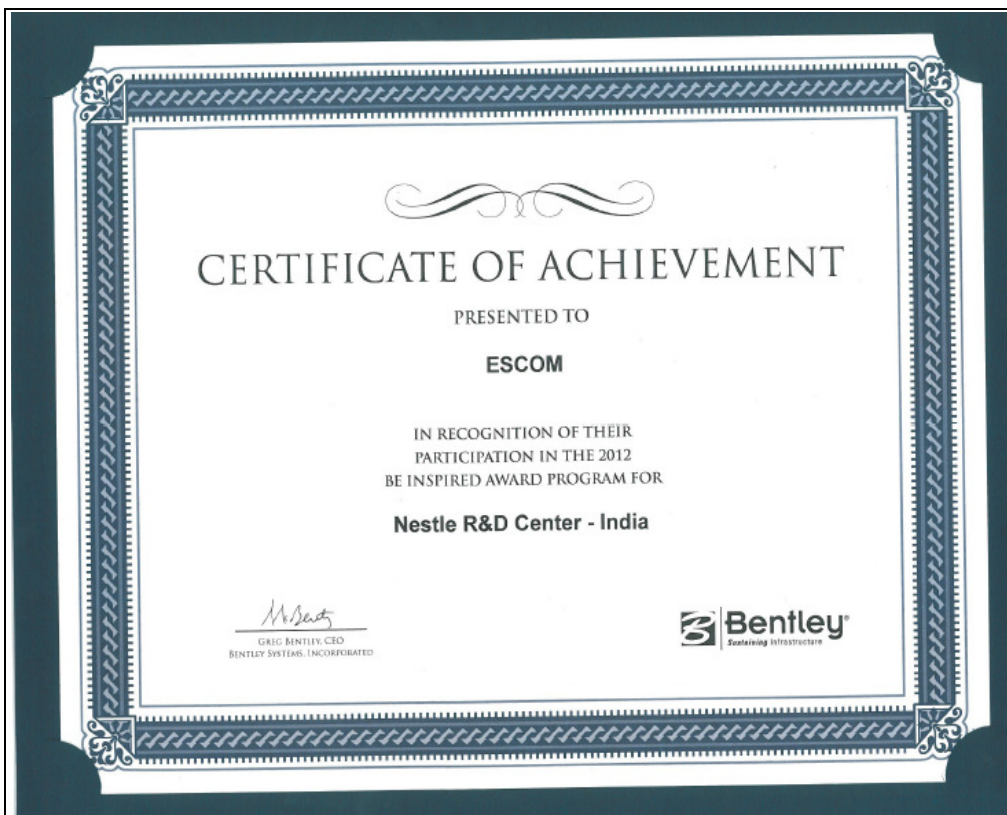 CERTIFICATE OF ACHIEVEMENT
PRESENTED TO
ESCOM
IN RECOGNITION OF THEIR
PARTICIPATION IN THE 2012
BE INSPIRED AWARD PROGRAM FOR
Nestle R&D Center - India
GREG BENTLEY, CEO
BENTLEY SYSTEMS, INCORPORATED
Bentley®
Sustaining Infrastructure